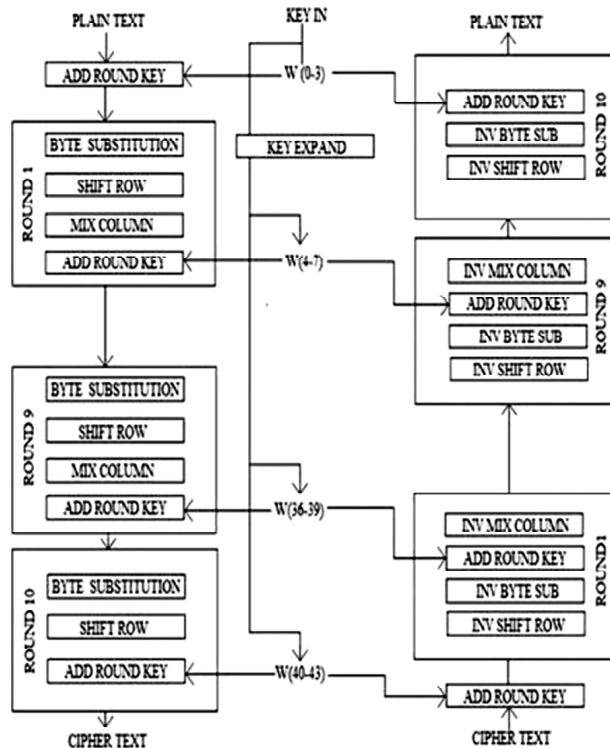 PLAIN TEXT
ADD ROUND KEY
ROUND 1
BYTE SUBSTITUTION
SHIFT ROW
MIX COLUMN
ADD ROUND KEY
ROUND 9
BYTE SUBSTITUTION
SHIFT ROW
MIX COLUMN
ADD ROUND KEY
ROUND 10
BYTE SUBSTITUTION
SHIFT ROW
ADD ROUND KEY
CIPHER TEXT
KEY IN
W (0-3)
KEY EXPAND
W(4-7)
W(36-39)
W(40-43)
PLAIN TEXT
ADD ROUND KEY
INV BYTE SUB
INV SHIFT ROW
ROUND 10
INV MIX COLUMN
ADD ROUND KEY
INV BYTE SUB
INV SHIFT ROW
ROUND 9
INV MIX COLUMN
ADD ROUND KEY
INV BYTE SUB
INV SHIFT ROW
ROUND1
ADD ROUND KEY
CIPHER TEXT